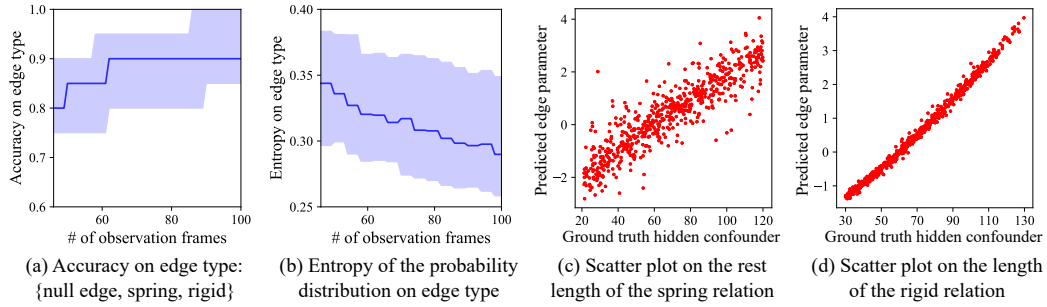 Accuracy on edge type
1.0
0.9
0.8
0.7
0.6
60
80
100
# of observation frames
(a) Accuracy on edge type:
{null edge, spring, rigid}
Entropy on edge type
0.40
0.35
0.30
0.25
60
80
100
# of observation frames
(b) Entropy of the probability
distribution on edge type
Predicted edge parameter
4
2
0
−2
20
40
60
80
100
120
Ground truth hidden confounder
(c) Scatter plot on the rest
length of the spring relation
Predicted edge parameter
4
3
2
1
0
−1
30
50
70
90
110
130
Ground truth hidden confounder
(d) Scatter plot on the length
of the rigid relation